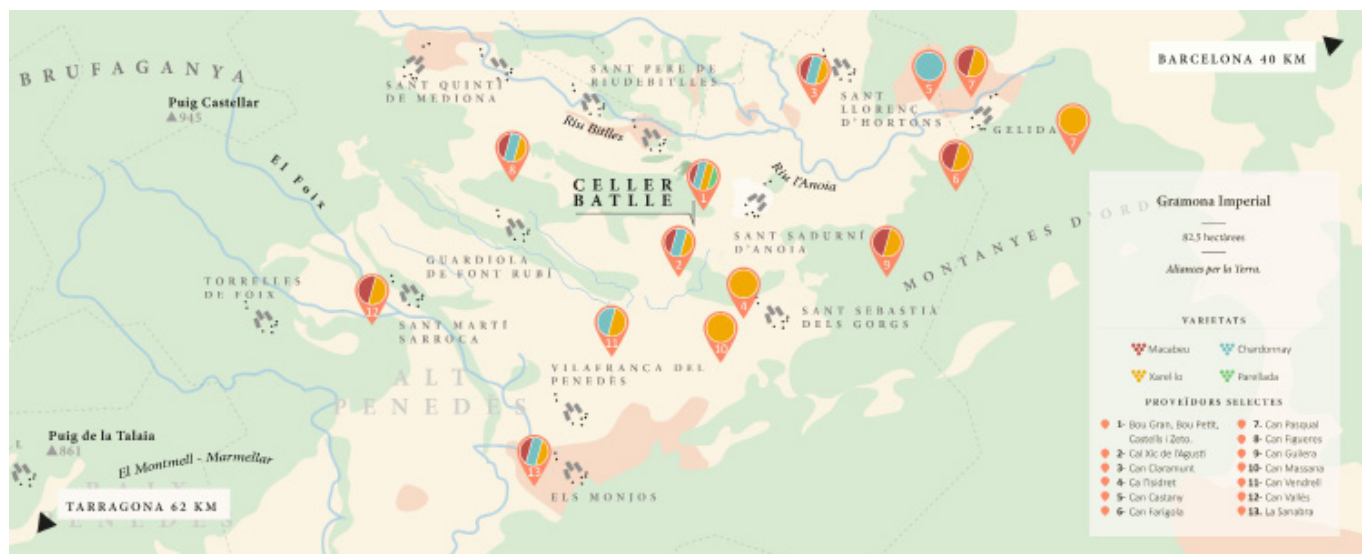 BRUFAGANYA
Puig Castellar
945
El Foix
SANT QUINTÍ
DE MEDIONA
SANT PERE DE
RIUDEBITLLES
Riu Bitlles
3
SANT
LLORENÇ
D'HORTONS
5
7
GELIDA
7
BARCELONA 40 KM
8
CELLER
BATLLE
1
Riu l'Anoia
6
SANT SADURNÍ
D'ANOIA
2
9
MONTANYES D'ORDAL
GUARDIOLA
DE FONT RUBÍ
TORRELLES
DE FOIX
12
SANT MARTÍ
SARROCA
4
SANT SEBASTIÀ
DELS GORGS
11
10
VILAFRANCA DEL
PENEDÈS
ALT
PENEDÈS
Puig de la Talaia
861
El Montmell - Marmellar
13
ELS MONJOS
BAIX
PENEDÈS
TARRAGONA 62 KM
Gramona Imperial
82,5 hectàrees
Aliances per la Terra.
VARIETATS
Macabeu
Chardonnay
Xarel·lo
Parellada
PROVEÏDORS SELECTES
1- Bou Gran, Bou Petit,
Castells i Zeto.
2- Cal Xic de l'Agustí
3- Can Claramunt
4- Ca l'Isidret
5- Can Castany
6- Can Farigola
7. Can Pasqual
8- Can Figueres
9- Can Guilera
10- Can Massana
11- Can Vendrell
12- Can Vallès
13. La Sanabra